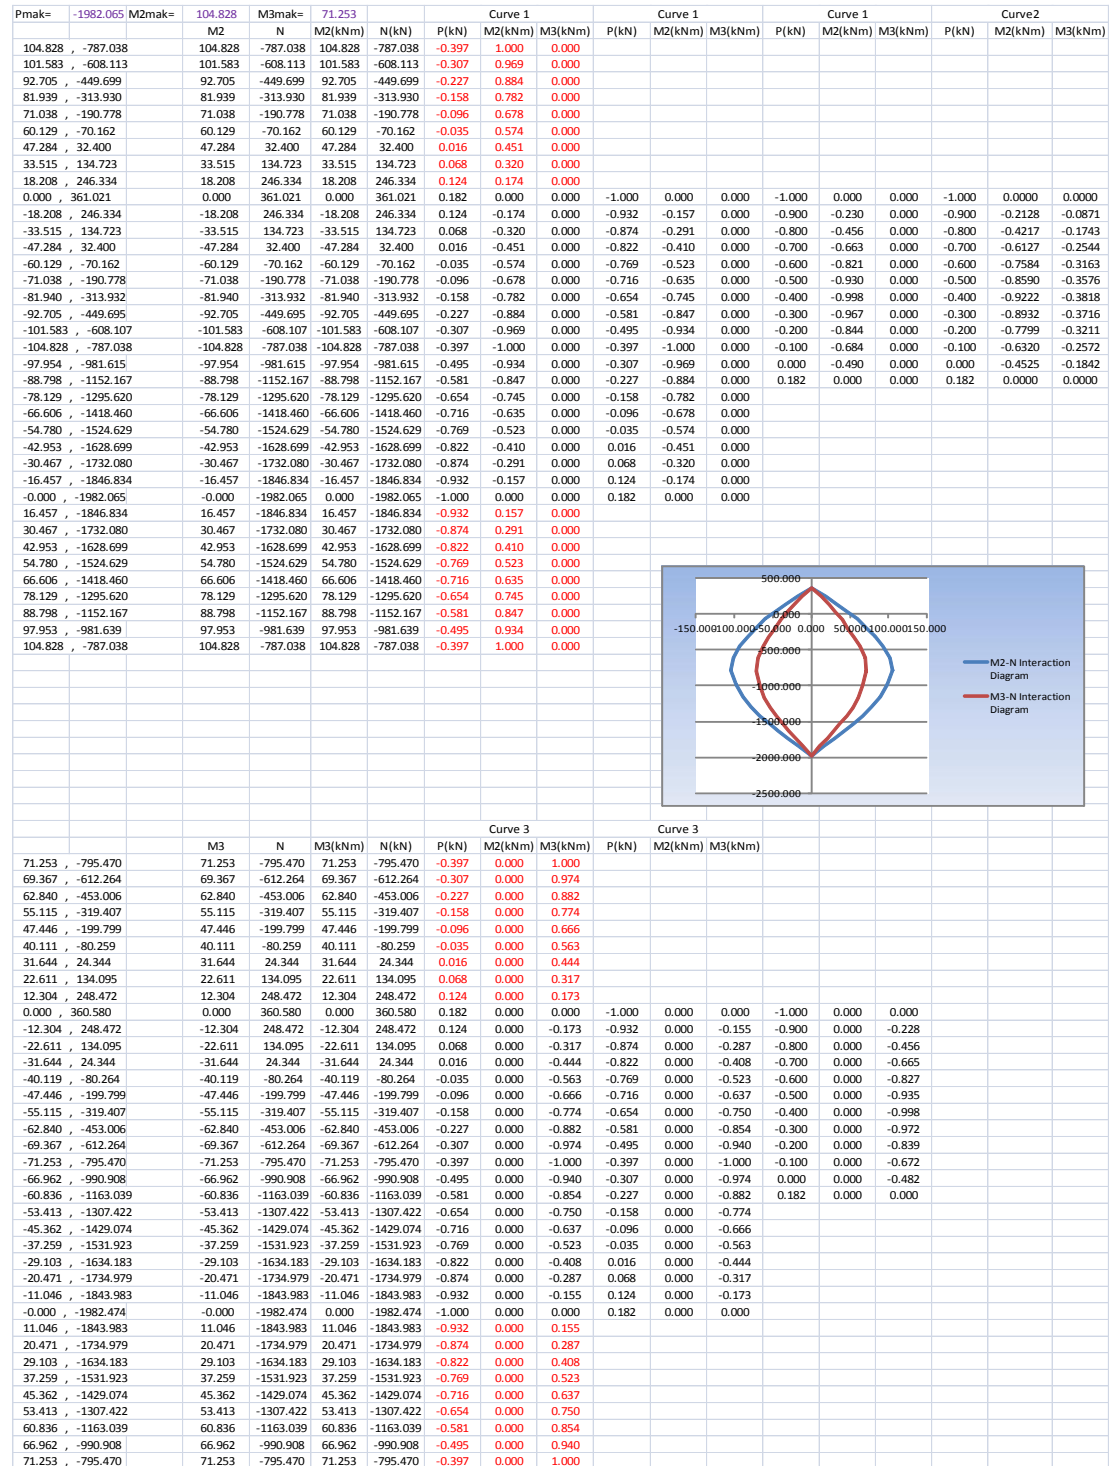 Pmak= -1982.065 M2mak= 104.828 M3mak= 71.253 Curve 1 Curve 1 Curve 1 Curve2
M2 N M2(kNm) N(kN) P(kN) M2(kNm) M3(kNm) P(kN) M2(kNm) M3(kNm) P(kN) M2(kNm) M3(kNm) P(kN) M2(kNm) M3(kNm)
104.828 , -787.038 104.828 -787.038 104.828 -787.038 -0.397 1.000 0.000
101.583 , -608.113 101.583 -608.113 101.583 -608.113 -0.307 0.969 0.000
92.705 , -449.699 92.705 -449.699 92.705 -449.699 -0.227 0.884 0.000
81.939 , -313.930 81.939 -313.930 81.939 -313.930 -0.158 0.782 0.000
71.038 , -190.778 71.038 -190.778 71.038 -190.778 -0.096 0.678 0.000
60.129 , -70.162 60.129 -70.162 60.129 -70.162 -0.035 0.574 0.000
47.284 , 32.400 47.284 32.400 47.284 32.400 0.016 0.451 0.000
33.515 , 134.723 33.515 134.723 33.515 134.723 0.068 0.320 0.000
18.208 , 246.334 18.208 246.334 18.208 246.334 0.124 0.174 0.000
0.000 , 361.021 0.000 361.021 0.000 361.021 0.182 0.000 0.000 -1.000 0.000 0.000 -1.000 0.000 0.000 -1.000 0.0000 0.0000
-18.208 , 246.334 -18.208 246.334 -18.208 246.334 0.124 -0.174 0.000 -0.932 -0.157 0.000 -0.900 -0.230 0.000 -0.900 -0.2128 -0.0871
-33.515 , 134.723 -33.515 134.723 -33.515 134.723 0.068 -0.320 0.000 -0.874 -0.291 0.000 -0.800 -0.456 0.000 -0.800 -0.4217 -0.1743
-47.284 , 32.400 -47.284 32.400 -47.284 32.400 0.016 -0.451 0.000 -0.822 -0.410 0.000 -0.700 -0.663 0.000 -0.700 -0.6127 -0.2544
-60.129 , -70.162 -60.129 -70.162 -60.129 -70.162 -0.035 -0.574 0.000 -0.769 -0.523 0.000 -0.600 -0.821 0.000 -0.600 -0.7584 -0.3163
-71.038 , -190.778 -71.038 -190.778 -71.038 -190.778 -0.096 -0.678 0.000 -0.716 -0.635 0.000 -0.500 -0.930 0.000 -0.500 -0.8590 -0.3576
-81.940 , -313.932 -81.940 -313.932 -81.940 -313.932 -0.158 -0.782 0.000 -0.654 -0.745 0.000 -0.400 -0.998 0.000 -0.400 -0.9222 -0.3818
-92.705 , -449.695 -92.705 -449.695 -92.705 -449.695 -0.227 -0.884 0.000 -0.581 -0.847 0.000 -0.300 -0.967 0.000 -0.300 -0.8932 -0.3716
-101.583 , -608.107 -101.583 -608.107 -101.583 -608.107 -0.307 -0.969 0.000 -0.495 -0.934 0.000 -0.200 -0.844 0.000 -0.200 -0.7799 -0.3211
-104.828 , -787.038 -104.828 -787.038 -104.828 -787.038 -0.397 -1.000 0.000 -0.397 -1.000 0.000 -0.100 -0.684 0.000 -0.100 -0.6320 -0.2572
-97.954 , -981.615 -97.954 -981.615 -97.954 -981.615 -0.495 -0.934 0.000 -0.307 -0.969 0.000 0.000 -0.490 0.000 0.000 -0.4525 -0.1842
-88.798 , -1152.167 -88.798 -1152.167 -88.798 -1152.167 -0.581 -0.847 0.000 -0.227 -0.884 0.000 0.182 0.000 0.000 0.182 0.0000 0.0000
-78.129 , -1295.620 -78.129 -1295.620 -78.129 -1295.620 -0.654 -0.745 0.000 -0.158 -0.782 0.000
-66.606 , -1418.460 -66.606 -1418.460 -66.606 -1418.460 -0.716 -0.635 0.000 -0.096 -0.678 0.000
-54.780 , -1524.629 -54.780 -1524.629 -54.780 -1524.629 -0.769 -0.523 0.000 -0.035 -0.574 0.000
-42.953 , -1628.699 -42.953 -1628.699 -42.953 -1628.699 -0.822 -0.410 0.000 0.016 -0.451 0.000
-30.467 , -1732.080 -30.467 -1732.080 -30.467 -1732.080 -0.874 -0.291 0.000 0.068 -0.320 0.000
-16.457 , -1846.834 -16.457 -1846.834 -16.457 -1846.834 -0.932 -0.157 0.000 0.124 -0.174 0.000
-0.000 , -1982.065 -0.000 -1982.065 0.000 -1982.065 -1.000 0.000 0.000 0.182 0.000 0.000
16.457 , -1846.834 16.457 -1846.834 16.457 -1846.834 -0.932 0.157 0.000
30.467 , -1732.080 30.467 -1732.080 30.467 -1732.080 -0.874 0.291 0.000
42.953 , -1628.699 42.953 -1628.699 42.953 -1628.699 -0.822 0.410 0.000
54.780 , -1524.629 54.780 -1524.629 54.780 -1524.629 -0.769 0.523 0.000
66.606 , -1418.460 66.606 -1418.460 66.606 -1418.460 -0.716 0.635 0.000
78.129 , -1295.620 78.129 -1295.620 78.129 -1295.620 -0.654 0.745 0.000
88.798 , -1152.167 88.798 -1152.167 88.798 -1152.167 -0.581 0.847 0.000
97.953 , -981.639 97.953 -981.639 97.953 -981.639 -0.495 0.934 0.000
104.828 , -787.038 104.828 -787.038 104.828 -787.038 -0.397 1.000 0.000
500.000
0.000
-150.000 -100.000 -50.000 0.000 50.000 100.000 150.000
-500.000
-1000.000
-1500.000
-2000.000
-2500.000
M2-N Interaction
Diagram
M3-N Interaction
Diagram
Curve 3 Curve 3
M3 N M3(kNm) N(kN) P(kN) M2(kNm) M3(kNm) P(kN) M2(kNm) M3(kNm)
71.253 , -795.470 71.253 -795.470 71.253 -795.470 -0.397 0.000 1.000
69.367 , -612.264 69.367 -612.264 69.367 -612.264 -0.307 0.000 0.974
62.840 , -453.006 62.840 -453.006 62.840 -453.006 -0.227 0.000 0.882
55.115 , -319.407 55.115 -319.407 55.115 -319.407 -0.158 0.000 0.774
47.446 , -199.799 47.446 -199.799 47.446 -199.799 -0.096 0.000 0.666
40.111 , -80.259 40.111 -80.259 40.111 -80.259 -0.035 0.000 0.563
31.644 , 24.344 31.644 24.344 31.644 24.344 0.016 0.000 0.444
22.611 , 134.095 22.611 134.095 22.611 134.095 0.068 0.000 0.317
12.304 , 248.472 12.304 248.472 12.304 248.472 0.124 0.000 0.173
0.000 , 360.580 0.000 360.580 0.000 360.580 0.182 0.000 0.000 -1.000 0.000 0.000 -1.000 0.000 0.000
-12.304 , 248.472 -12.304 248.472 -12.304 248.472 0.124 0.000 -0.173 -0.932 0.000 -0.155 -0.900 0.000 -0.228
-22.611 , 134.095 -22.611 134.095 -22.611 134.095 0.068 0.000 -0.317 -0.874 0.000 -0.287 -0.800 0.000 -0.456
-31.644 , 24.344 -31.644 24.344 -31.644 24.344 0.016 0.000 -0.444 -0.822 0.000 -0.408 -0.700 0.000 -0.665
-40.119 , -80.264 -40.119 -80.264 -40.119 -80.264 -0.035 0.000 -0.563 -0.769 0.000 -0.523 -0.600 0.000 -0.827
-47.446 , -199.799 -47.446 -199.799 -47.446 -199.799 -0.096 0.000 -0.666 -0.716 0.000 -0.637 -0.500 0.000 -0.935
-55.115 , -319.407 -55.115 -319.407 -55.115 -319.407 -0.158 0.000 -0.774 -0.654 0.000 -0.750 -0.400 0.000 -0.998
-62.840 , -453.006 -62.840 -453.006 -62.840 -453.006 -0.227 0.000 -0.882 -0.581 0.000 -0.854 -0.300 0.000 -0.972
-69.367 , -612.264 -69.367 -612.264 -69.367 -612.264 -0.307 0.000 -0.974 -0.495 0.000 -0.940 -0.200 0.000 -0.839
-71.253 , -795.470 -71.253 -795.470 -71.253 -795.470 -0.397 0.000 -1.000 -0.397 0.000 -1.000 -0.100 0.000 -0.672
-66.962 , -990.908 -66.962 -990.908 -66.962 -990.908 -0.495 0.000 -0.940 -0.307 0.000 -0.974 0.000 0.000 -0.482
-60.836 , -1163.039 -60.836 -1163.039 -60.836 -1163.039 -0.581 0.000 -0.854 -0.227 0.000 -0.882 0.182 0.000 0.000
-53.413 , -1307.422 -53.413 -1307.422 -53.413 -1307.422 -0.654 0.000 -0.750 -0.158 0.000 -0.774
-45.362 , -1429.074 -45.362 -1429.074 -45.362 -1429.074 -0.716 0.000 -0.637 -0.096 0.000 -0.666
-37.259 , -1531.923 -37.259 -1531.923 -37.259 -1531.923 -0.769 0.000 -0.523 -0.035 0.000 -0.563
-29.103 , -1634.183 -29.103 -1634.183 -29.103 -1634.183 -0.822 0.000 -0.408 0.016 0.000 -0.444
-20.471 , -1734.979 -20.471 -1734.979 -20.471 -1734.979 -0.874 0.000 -0.287 0.068 0.000 -0.317
-11.046 , -1843.983 -11.046 -1843.983 -11.046 -1843.983 -0.932 0.000 -0.155 0.124 0.000 -0.173
-0.000 , -1982.474 -0.000 -1982.474 0.000 -1982.474 -1.000 0.000 0.000 0.182 0.000 0.000
11.046 , -1843.983 11.046 -1843.983 11.046 -1843.983 -0.932 0.000 0.155
20.471 , -1734.979 20.471 -1734.979 20.471 -1734.979 -0.874 0.000 0.287
29.103 , -1634.183 29.103 -1634.183 29.103 -1634.183 -0.822 0.000 0.408
37.259 , -1531.923 37.259 -1531.923 37.259 -1531.923 -0.769 0.000 0.523
45.362 , -1429.074 45.362 -1429.074 45.362 -1429.074 -0.716 0.000 0.637
53.413 , -1307.422 53.413 -1307.422 53.413 -1307.422 -0.654 0.000 0.750
60.836 , -1163.039 60.836 -1163.039 60.836 -1163.039 -0.581 0.000 0.854
66.962 , -990.908 66.962 -990.908 66.962 -990.908 -0.495 0.000 0.940
71.253 , -795.470 71.253 -795.470 71.253 -795.470 -0.397 0.000 1.000